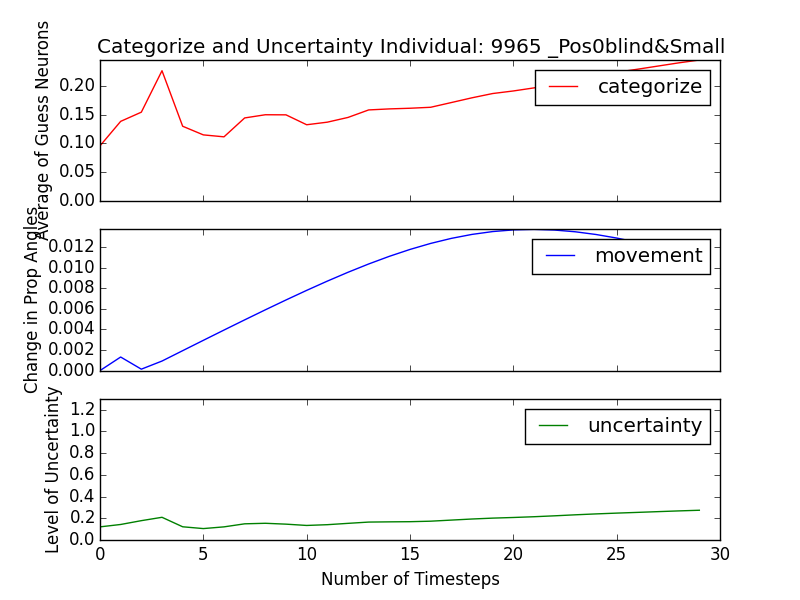 Categorize and Uncertainty Individual: 9965 _Pos0blind&Small
Average of Guess Neurons
0.20
0.15
0.10
0.05
0.00
categorize
Change in Prop Angles
0.012
0.010
0.008
0.006
0.004
0.002
0.000
movement
Level of Uncertainty
1.2
1.0
0.8
0.6
0.4
0.2
0.0
uncertainty
0 5 10 15 20 25 30
Number of Timesteps